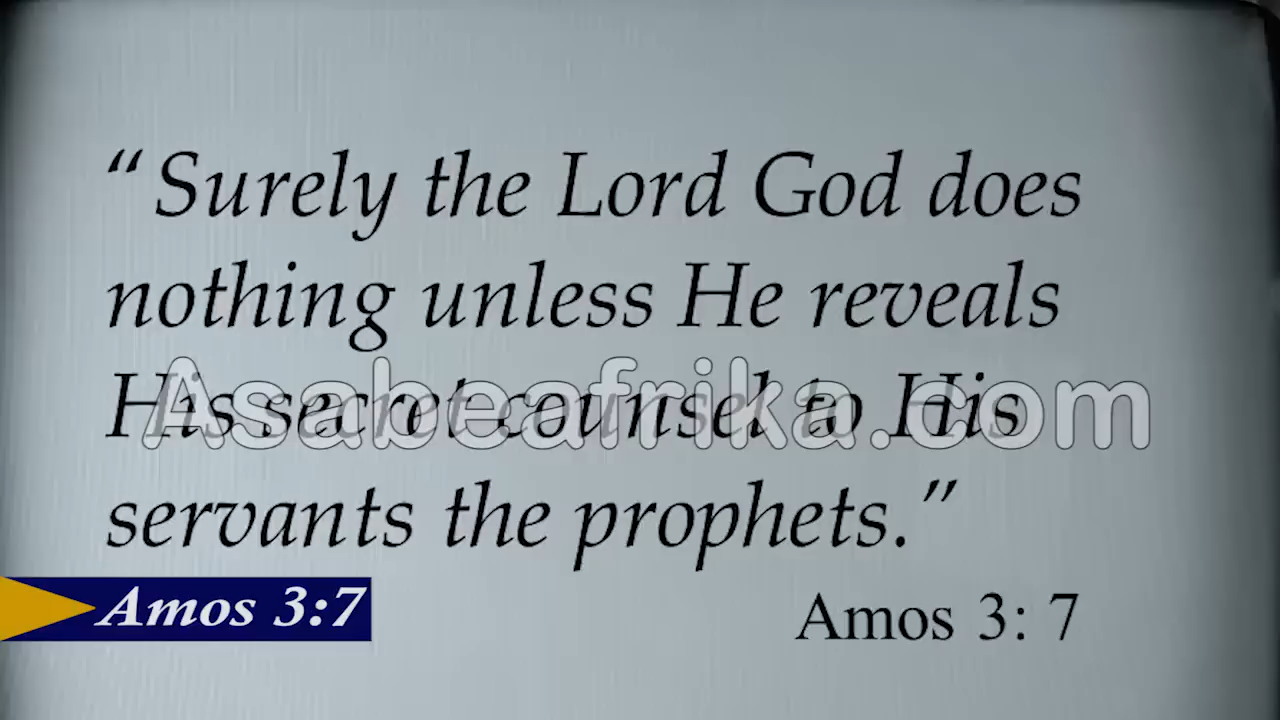 “Surely the Lord God does
nothing unless He reveals
His secret counsel to His
Asabeafrika.com
servants the prophets.”
Amos 3:7
Amos 3: 7